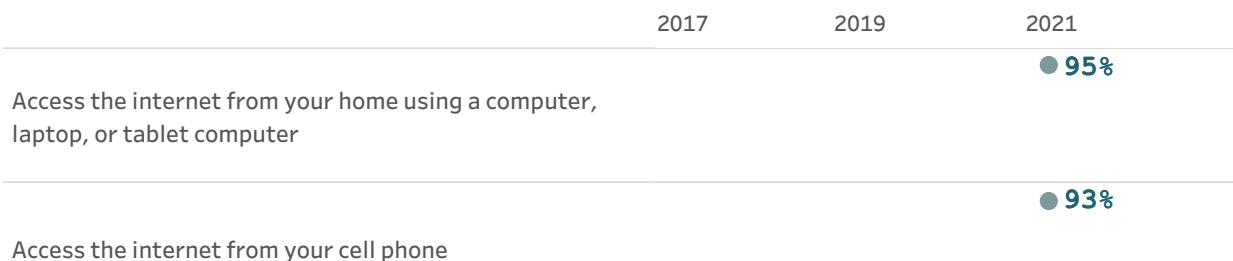 2017 2019 2021
95%
Access the internet from your home using a computer,
laptop, or tablet computer
93%
Access the internet from your cell phone